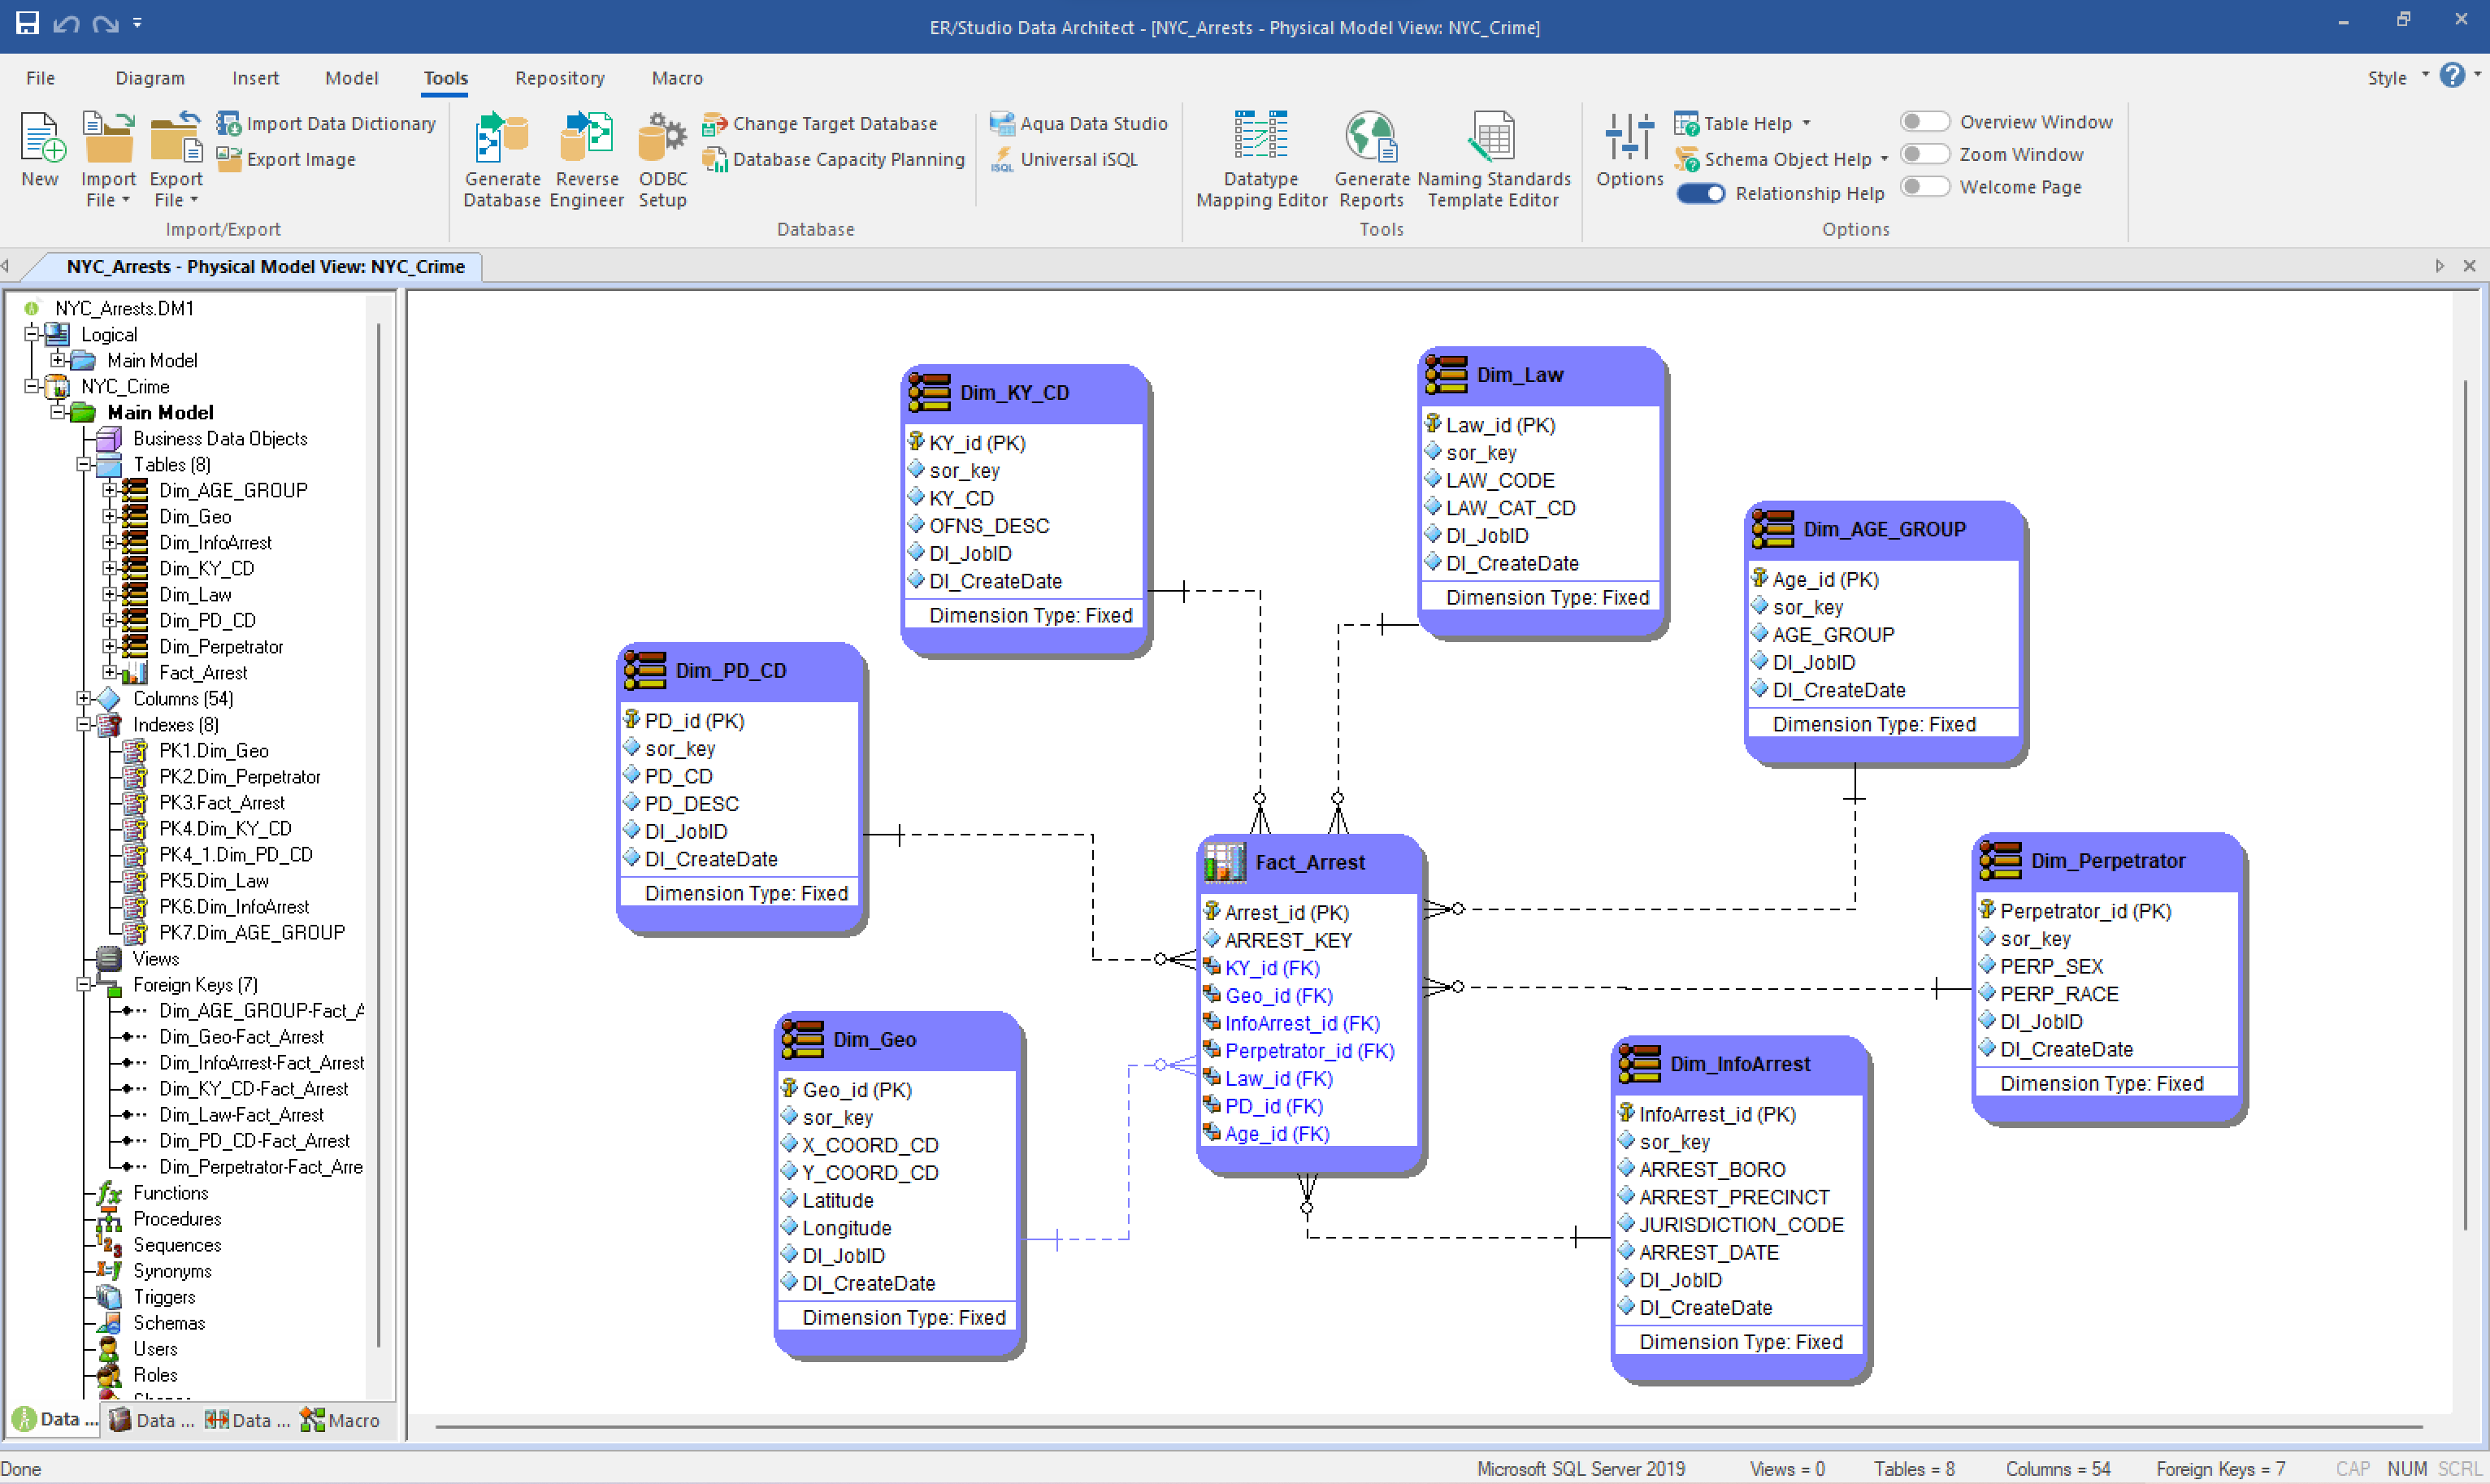 ER/Studio Data Architect - [NYC_Arrests - Physical Model View: NYC_Crime]
File Diagram Insert Model Tools Repository Macro Style
New
Import File
Export File
Import Data Dictionary
Export Image
Import/Export
Generate Database
Reverse Engineer
ODBC Setup
Change Target Database
Database Capacity Planning
Aqua Data Studio
Universal iSQL
Database
Datatype Mapping Editor
Generate Reports
Naming Standards Template Editor
Tools
Options
Table Help
Schema Object Help
Relationship Help
Overview Window
Zoom Window
Welcome Page
Options
NYC_Arrests - Physical Model View: NYC_Crime
NYC_Arrests.DM1
Logical
Main Model
NYC_Crime
Main Model
Business Data Objects
Tables (8)
Dim_AGE_GROUP
Dim_Geo
Dim_InfoArrest
Dim_KY_CD
Dim_Law
Dim_PD_CD
Dim_Perpetrator
Fact_Arrest
Columns (54)
Indexes (8)
PK1.Dim_Geo
PK2.Dim_Perpetrator
PK3.Fact_Arrest
PK4.Dim_KY_CD
PK4_1.Dim_PD_CD
PK5.Dim_Law
PK6.Dim_InfoArrest
PK7.Dim_AGE_GROUP
Views
Foreign Keys (7)
Dim_AGE_GROUP-Fact_A
Dim_Geo-Fact_Arrest
Dim_InfoArrest-Fact_Arrest
Dim_KY_CD-Fact_Arrest
Dim_Law-Fact_Arrest
Dim_PD_CD-Fact_Arrest
Dim_Perpetrator-Fact_Arre
Functions
Procedures
Sequences
Synonyms
Triggers
Schemas
Users
Roles
Data ... Data ... Data ... Macro
Dim_KY_CD
KY_id (PK)
sor_key
KY_CD
OFNS_DESC
DI_JobID
DI_CreateDate
Dimension Type: Fixed
Dim_Law
Law_id (PK)
sor_key
LAW_CODE
LAW_CAT_CD
DI_JobID
DI_CreateDate
Dimension Type: Fixed
Dim_AGE_GROUP
Age_id (PK)
sor_key
AGE_GROUP
DI_JobID
DI_CreateDate
Dimension Type: Fixed
Dim_PD_CD
PD_id (PK)
sor_key
PD_CD
PD_DESC
DI_JobID
DI_CreateDate
Dimension Type: Fixed
Fact_Arrest
Arrest_id (PK)
ARREST_KEY
KY_id (FK)
Geo_id (FK)
InfoArrest_id (FK)
Perpetrator_id (FK)
Law_id (FK)
PD_id (FK)
Age_id (FK)
Dim_Perpetrator
Perpetrator_id (PK)
sor_key
PERP_SEX
PERP_RACE
DI_JobID
DI_CreateDate
Dimension Type: Fixed
Dim_Geo
Geo_id (PK)
sor_key
X_COORD_CD
Y_COORD_CD
Latitude
Longitude
DI_JobID
DI_CreateDate
Dimension Type: Fixed
Dim_InfoArrest
InfoArrest_id (PK)
sor_key
ARREST_BORO
ARREST_PRECINCT
JURISDICTION_CODE
ARREST_DATE
DI_JobID
DI_CreateDate
Dimension Type: Fixed
Done Microsoft SQL Server 2019 Views = 0 Tables = 8 Columns = 54 Foreign Keys = 7 CAP NUM SCRL